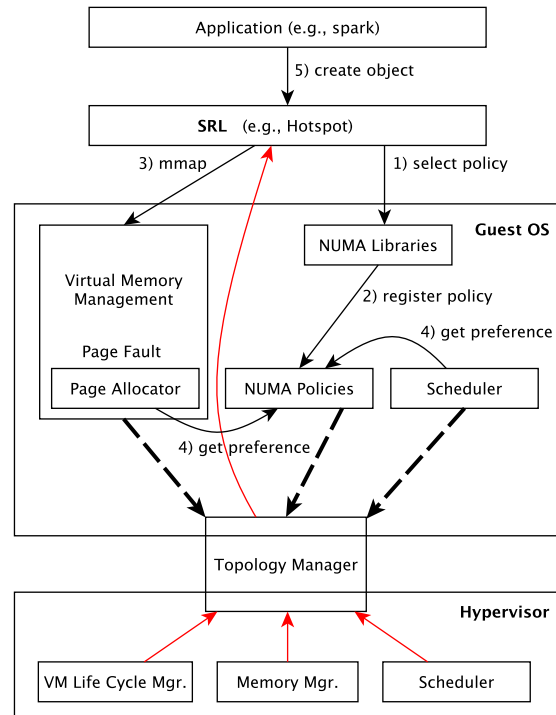 Application (e.g., spark)
5) create object
SRL (e.g., Hotspot)
3) mmap
1) select policy
Guest OS
NUMA Libraries
Virtual Memory
Management
2) register policy
4) get preference
Page Fault
Page Allocator
NUMA Policies
Scheduler
4) get preference
Topology Manager
Hypervisor
VM Life Cycle Mgr.
Memory Mgr.
Scheduler